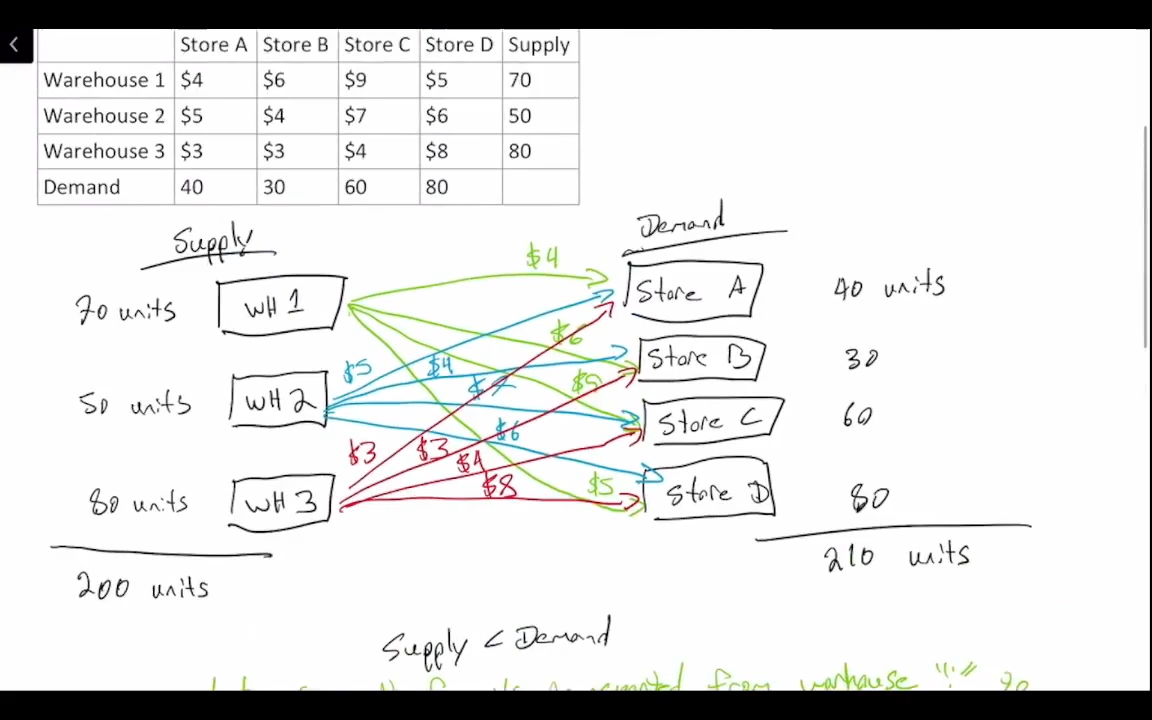 Store A Store B Store C Store D Supply
Warehouse 1 $4 $6 $9 $5 70
Warehouse 2 $5 $4 $7 $6 50
Warehouse 3 $3 $3 $4 $8 80
Demand 40 30 60 80
Supply
Demand
$4
70 units WH 1 Store A 40 units
$6
$5 $4 Store B 30
$7 $9
50 units WH 2 Store C 60
$6
$3 $3 $4
$8 $5
80 units WH 3 Store D 80
200 units 210 units
Supply < Demand
from warehouse "i"